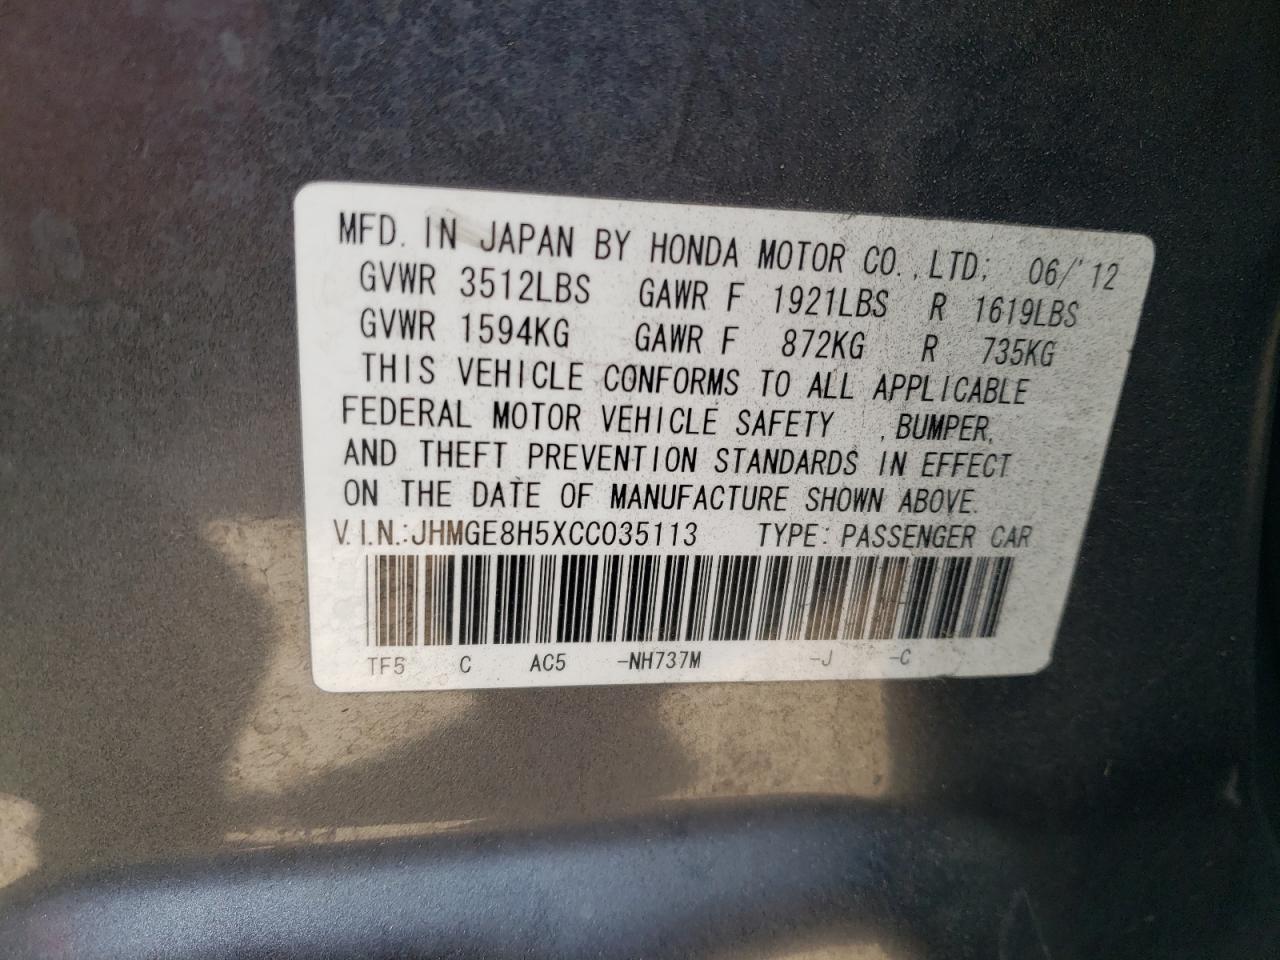 MFD. IN JAPAN BY HONDA MOTOR CO.,LTD; 06/'12
GVWR 3512LBS GAWR F 1921LBS R 1619LBS
GVWR 1594KG GAWR F 872KG R 735KG
THIS VEHICLE CONFORMS TO ALL APPLICABLE
FEDERAL MOTOR VEHICLE SAFETY , BUMPER,
AND THEFT PREVENTION STANDARDS IN EFFECT
ON THE DATE OF MANUFACTURE SHOWN ABOVE.
V.I.N.:JHMGE8H5XCC035113 TYPE: PASSENGER CAR
TF5 C AC5 -NH737M -J -C